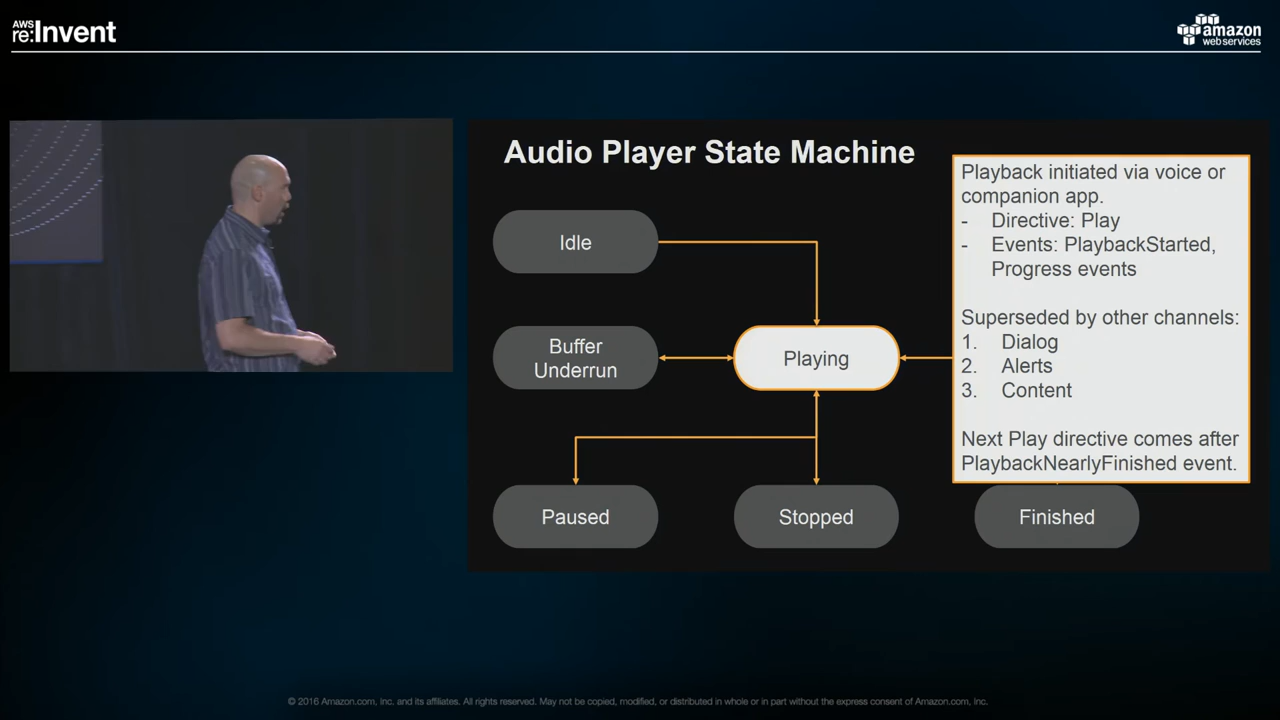 AWS
re:Invent
amazon
web services
Audio Player State Machine
Idle
Buffer
Underrun
Playing
Paused
Stopped
Finished
Playback initiated via voice or
companion app.
- Directive: Play
- Events: PlaybackStarted,
Progress events
Superseded by other channels:
1. Dialog
2. Alerts
3. Content
Next Play directive comes after
PlaybackNearlyFinished event.
© 2016 Amazon.com, Inc. and its affiliates. All rights reserved. May not be copied, modified, or distributed in whole or in part without the express consent of Amazon.com, Inc.